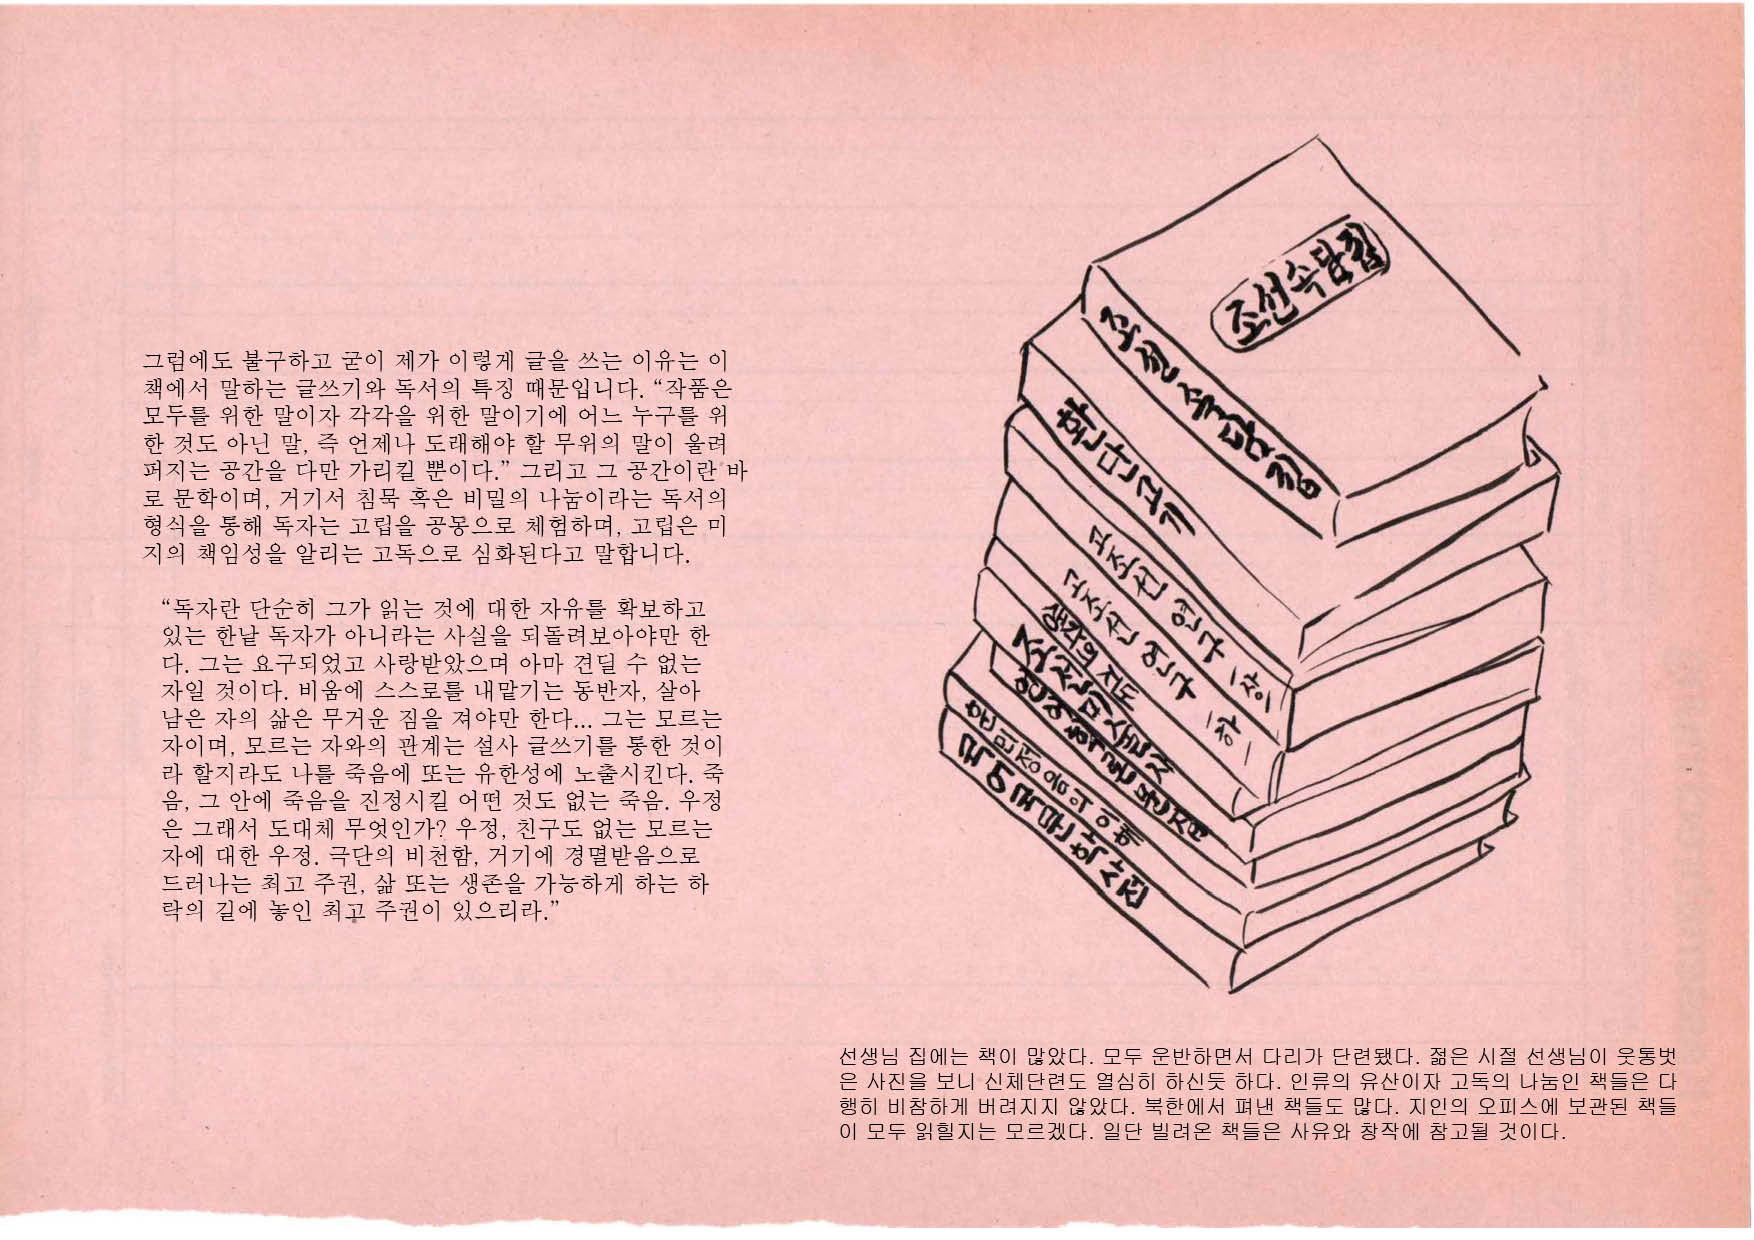 그럼에도 불구하고 굳이 제가 이렇게 글을 쓰는 이유는 이
책에서 말하는 글쓰기와 독서의 특징 때문입니다. “작품은
모두를 위한 말이자 각각을 위한 말이기에 어느 누구를 위
한 것도 아닌 말, 즉 언제나 도래해야 할 무위의 말이 울려
퍼지는 공간을 다만 가리킬 뿐이다.” 그리고 그 공간이란 바
로 문학이며, 거기서 침묵 혹은 비밀의 나눔이라는 독서의
형식을 통해 독자는 고립을 공동으로 체험하며, 고립은 미
지의 책임성을 알리는 고독으로 심화된다고 말합니다.
“독자란 단순히 그가 읽는 것에 대한 자유를 확보하고
있는 한낱 독자가 아니라는 사실을 되돌려보아야만 한
다. 그는 요구되었고 사랑받았으며 아마 견딜 수 없는
자일 것이다. 비움에 스스로를 내맡기는 동반자, 살아
남은 자의 삶은 무거운 짐을 져야만 한다... 그는 모르는
자이며, 모르는 자와의 관계는 설사 글쓰기를 통한 것이
라 할지라도 나를 죽음에 또는 유한성에 노출시킨다. 죽
음, 그 안에 죽음을 진정시킬 어떤 것도 없는 죽음. 우정
은 그래서 도대체 무엇인가? 우정, 친구도 없는 모르는
자에 대한 우정. 극단의 비천함, 거기에 경멸받음으로
드러나는 최고 주권, 삶 또는 생존을 가능하게 하는 하
락의 길에 놓인 최고 주권이 있으리라.”
조선속담집
조선속담집
환단고기
고조선 연구 -상-
고조선 연구 -하-
생각의 지도
조선미술사
훈민정음의 이해
국어국문학사전
선생님 집에는 책이 많았다. 모두 운반하면서 다리가 단련됐다. 젊은 시절 선생님이 웃통벗
은 사진을 보니 신체단련도 열심히 하신듯 하다. 인류의 유산이자 고독의 나눔인 책들은 다
행히 비참하게 버려지지 않았다. 북한에서 펴낸 책들도 많다. 지인의 오피스에 보관된 책들
이 모두 읽힐지는 모르겠다. 일단 빌려온 책들은 사유와 창작에 참고될 것이다.